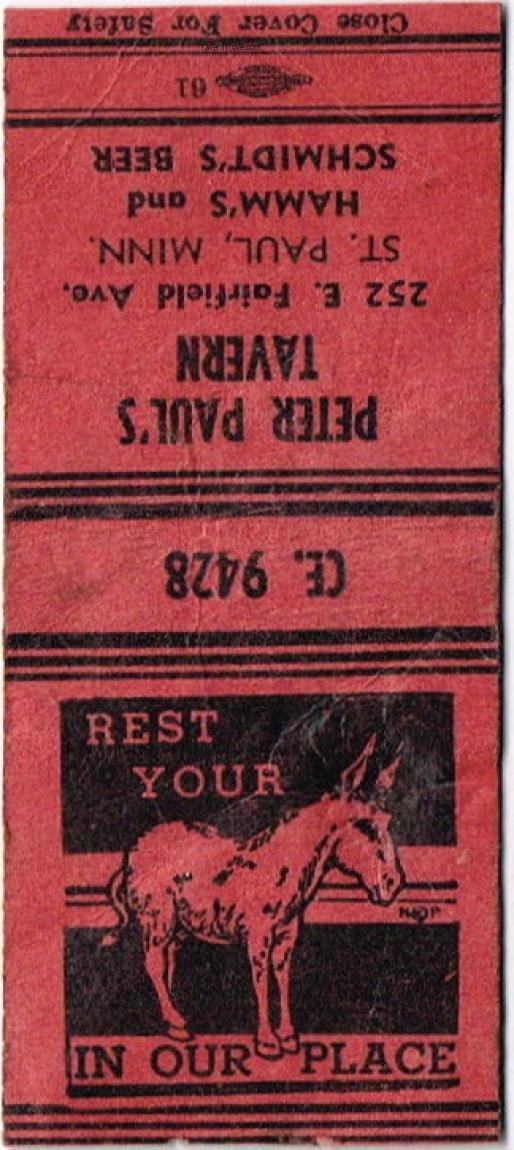 Close Cover For Safety
61
PETER PAUL'S
TAVERN
252 E. Fairfield Ave.
ST. PAUL, MINN.
HAMM'S and
SCHMIDT'S BEER
CE. 9428
REST
YOUR
IN OUR PLACE